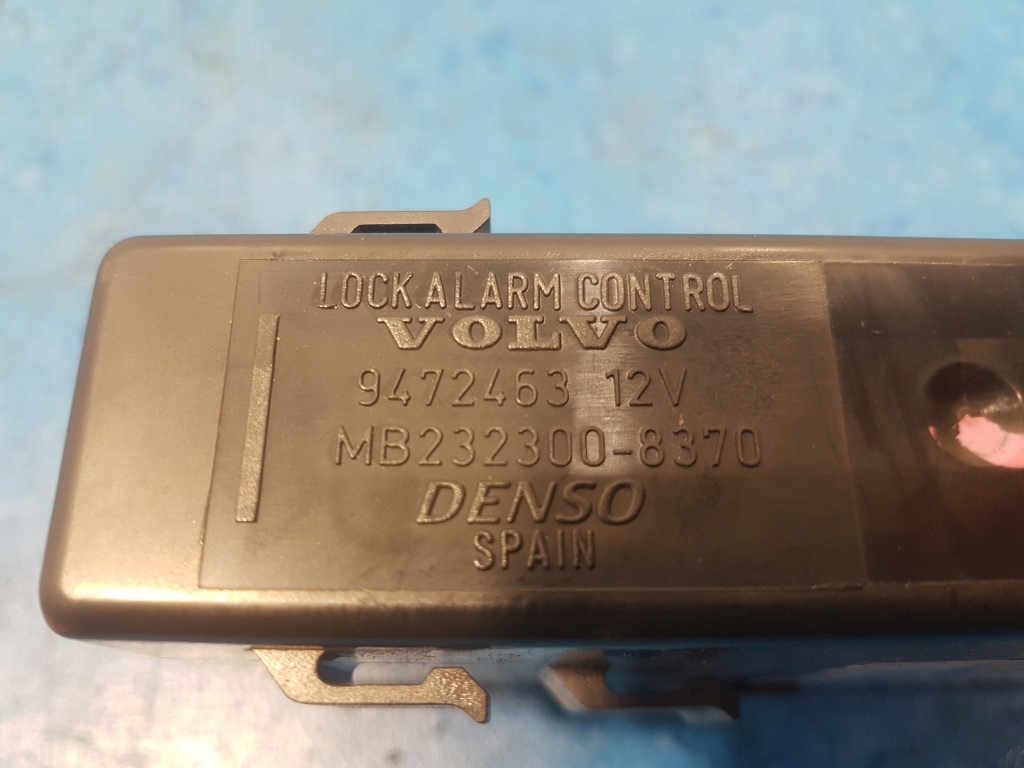 LOCK ALARM CONTROL
VOLVO
9472463 12V
MB232300-8370
DENSO
SPAIN